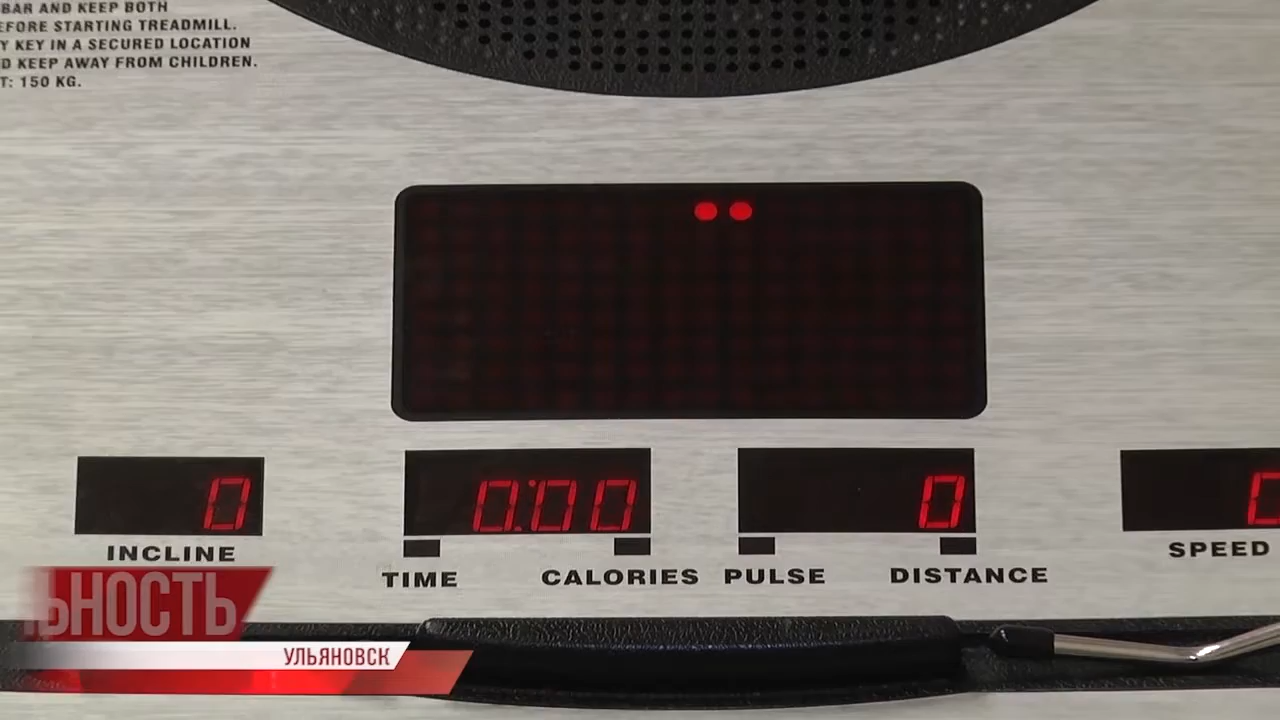 BAR AND KEEP BOTH
EFORE STARTING TREADMILL.
Y KEY IN A SECURED LOCATION
D KEEP AWAY FROM CHILDREN.
T: 150 KG.
0
0:00
0
0
INCLINE
TIME
CALORIES
PULSE
DISTANCE
SPEED
ЬНОСТЬ
УЛЬЯНОВСК